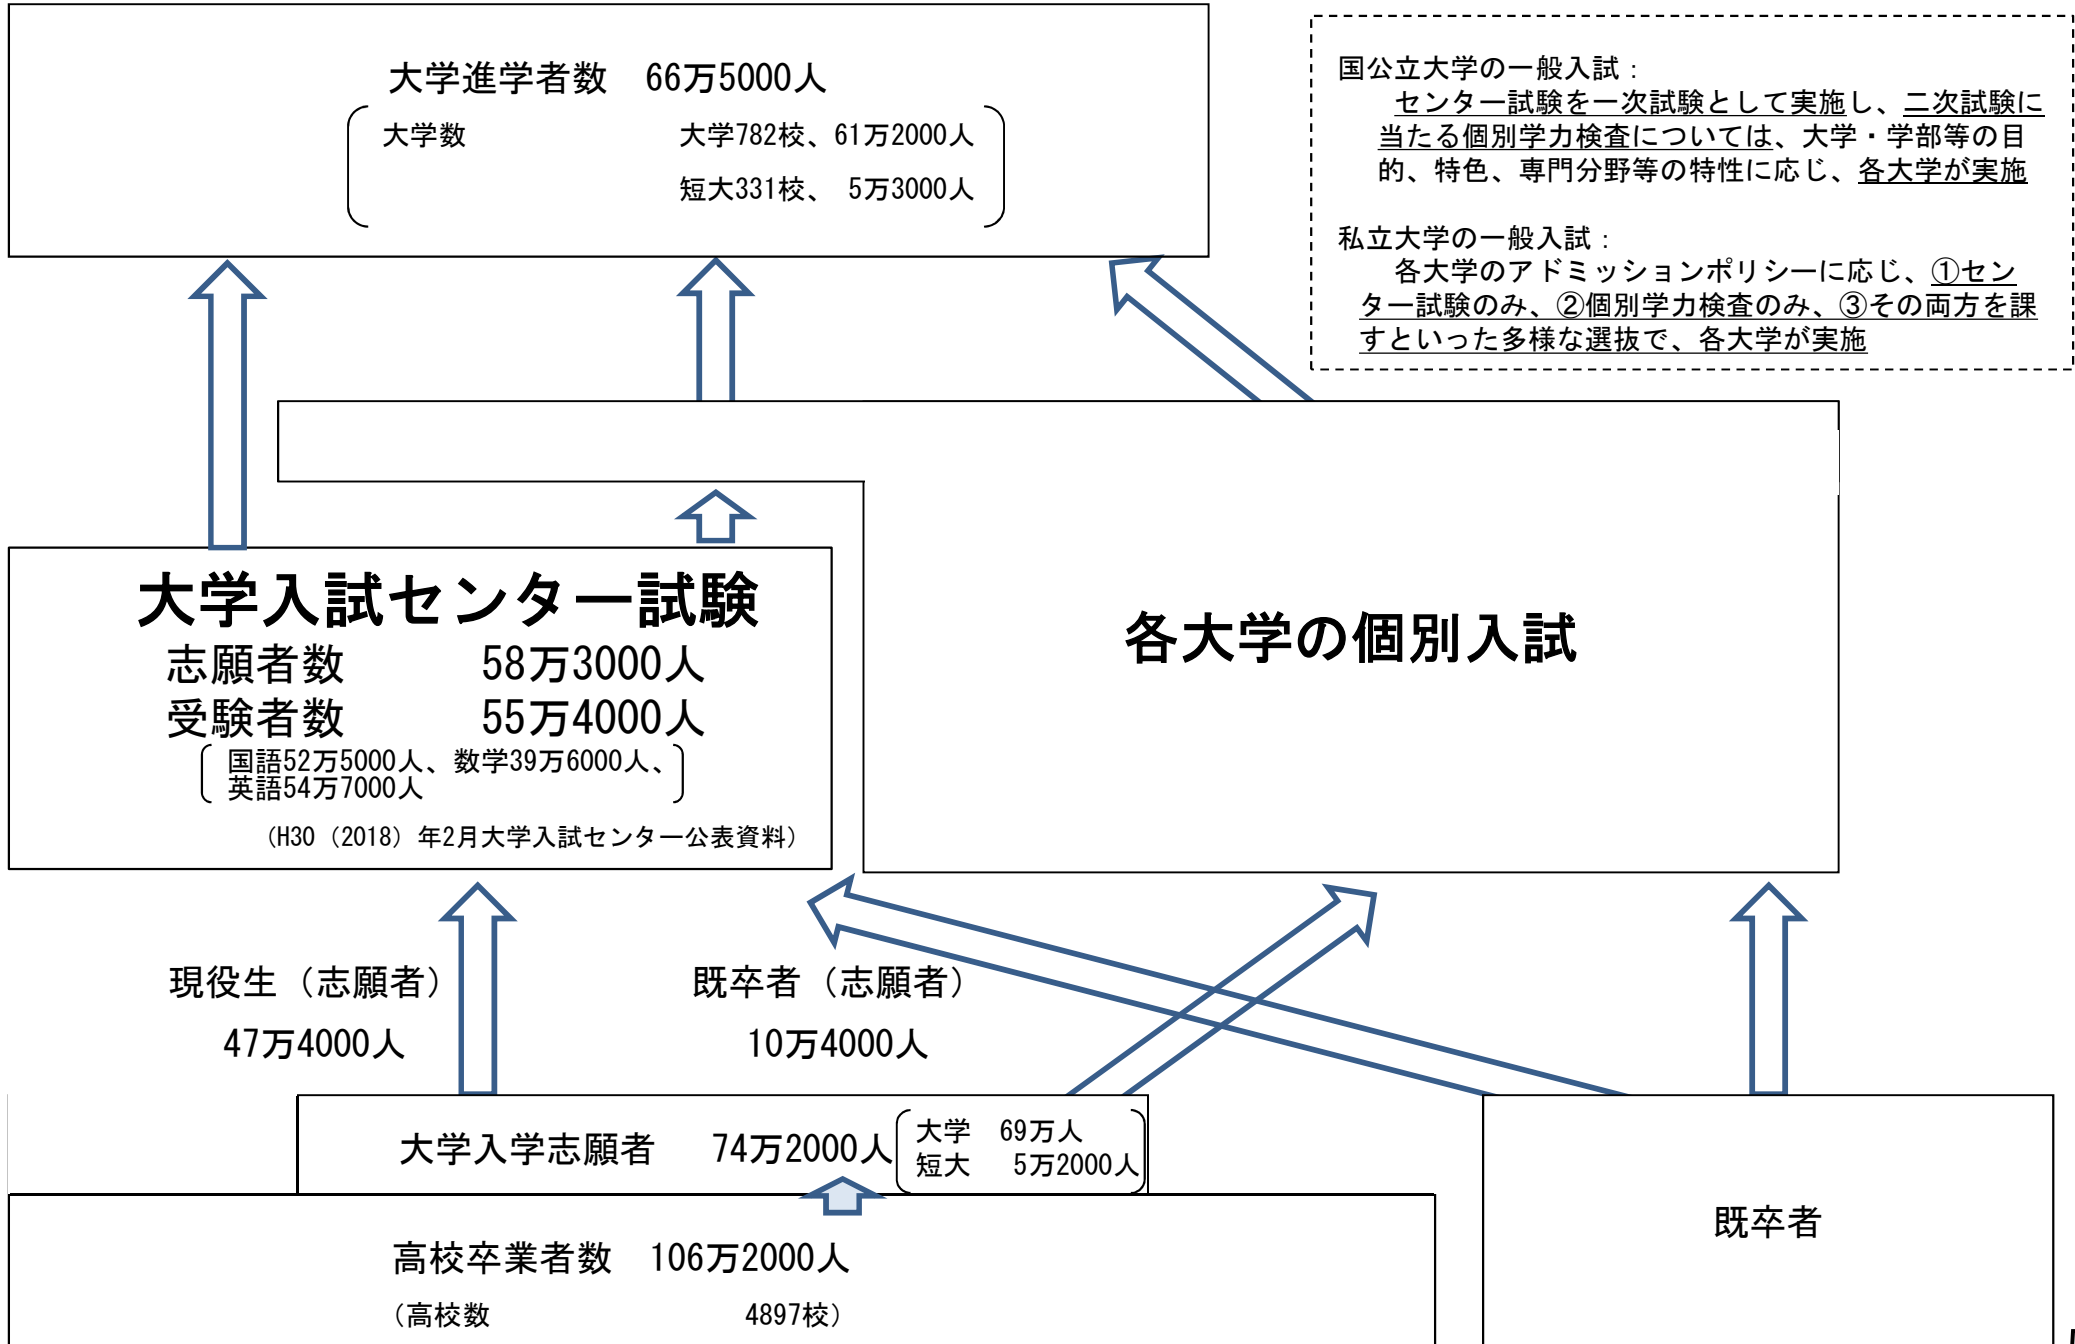 大学進学者数　66万5000人
大学数　大学782校、61万2000人
短大331校、 5万3000人
国公立大学の一般入試：
センター試験を一次試験として実施し、二次試験に
当たる個別学力検査については、大学・学部等の目
的、特色、専門分野等の特性に応じ、各大学が実施
私立大学の一般入試：
各大学のアドミッションポリシーに応じ、①セン
ター試験のみ、②個別学力検査のみ、③その両方を課
すといった多様な選抜で、各大学が実施
大学入試センター試験
志願者数　58万3000人
受験者数　55万4000人
国語52万5000人、数学39万6000人、
英語54万7000人
（H30（2018）年2月大学入試センター公表資料）
各大学の個別入試
現役生（志願者）
47万4000人
既卒者（志願者）
10万4000人
大学入学志願者　74万2000人
大学　69万人
短大　5万2000人
高校卒業者数　106万2000人
（高校数　4897校）
既卒者